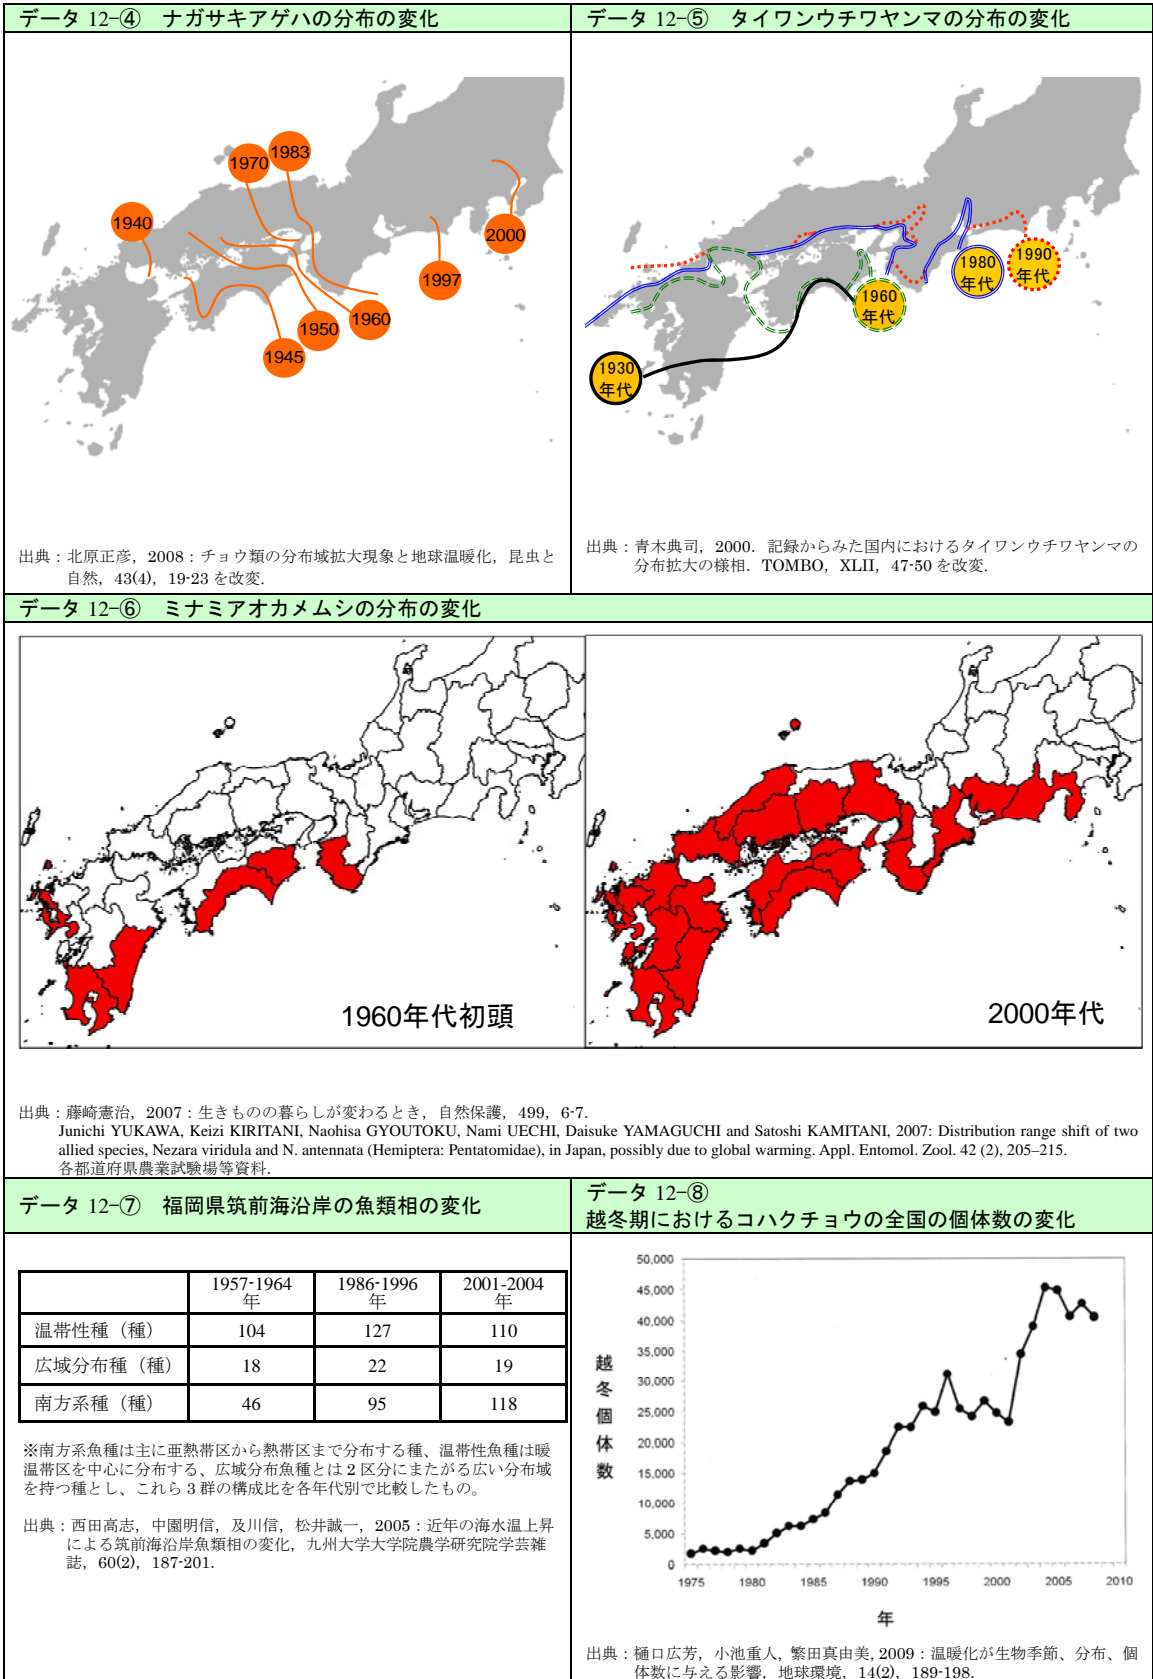 データ 12-④　ナガサキアゲハの分布の変化
1983
1970
1940
2000
1997
1960
1950
1945
出典：北原正彦，2008：チョウ類の分布域拡大現象と地球温暖化，昆虫と
自然，43(4)，19-23 を改変.
データ 12-⑤　タイワンウチワヤンマの分布の変化
1990
年代
1980
年代
1960
年代
1930
年代
出典：青木典司，2000．記録からみた国内におけるタイワンウチワヤンマの
分布拡大の様相．TOMBO，XLII，47-50 を改変.
データ 12-⑥　ミナミアオカメムシの分布の変化
1960年代初頭
2000年代
出典：藤崎憲治，2007：生きものの暮らしが変わるとき，自然保護，499，6-7.
Junichi YUKAWA, Keizi KIRITANI, Naohisa GYOUTOKU, Nami UECHI, Daisuke YAMAGUCHI and Satoshi KAMITANI, 2007: Distribution range shift of two
allied species, Nezara viridula and N. antennata (Hemiptera: Pentatomidae), in Japan, possibly due to global warming. Appl. Entomol. Zool. 42 (2), 205–215.
各都道府県農業試験場等資料.
データ 12-⑦　福岡県筑前海沿岸の魚類相の変化
1957-1964年　1986-1996年　2001-2004年
温帯性種（種）　104　127　110
広域分布種（種）　18　22　19
南方系種（種）　46　95　118
※南方系魚種は主に亜熱帯区から熱帯区まで分布する種、温帯性魚種は暖
温帯区を中心に分布する、広域分布魚種とは 2 区分にまたがる広い分布域
を持つ種とし、これら 3 群の構成比を各年代別で比較したもの。
出典：西田高志，中園明信，及川信，松井誠一，2005：近年の海水温上昇
による筑前海沿岸魚類相の変化，九州大学大学院農学研究院学芸雑
誌，60(2)，187-201.
データ 12-⑧
越冬期におけるコハクチョウの全国の個体数の変化
50,000
45,000
40,000
35,000
30,000
25,000
20,000
15,000
10,000
5,000
0
越冬個体数
1975　1980　1985　1990　1995　2000　2005　2010
年
出典：樋口広芳，小池重人，繁田真由美，2009：温暖化が生物季節、分布、個
体数に与える影響，地球環境，14(2)，189-198.